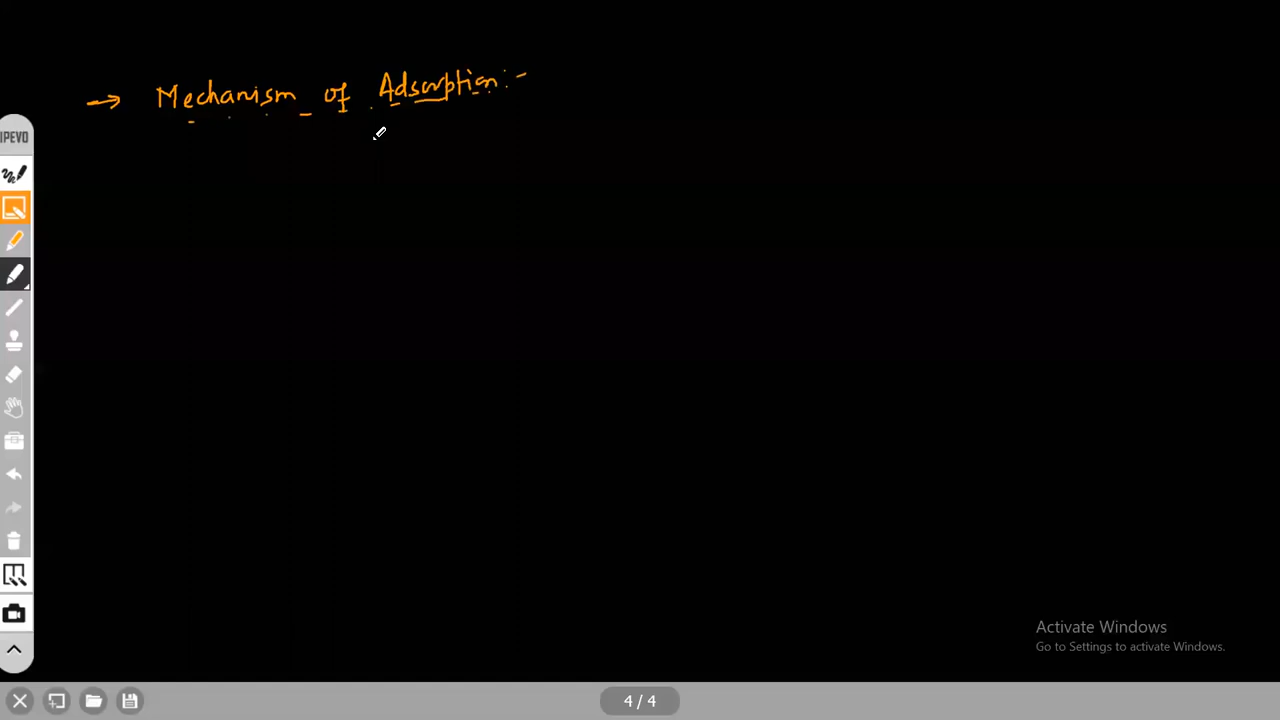 → Mechanism of Adsorption :-
IPEVO
Activate Windows
Go to Settings to activate Windows.
4 / 4